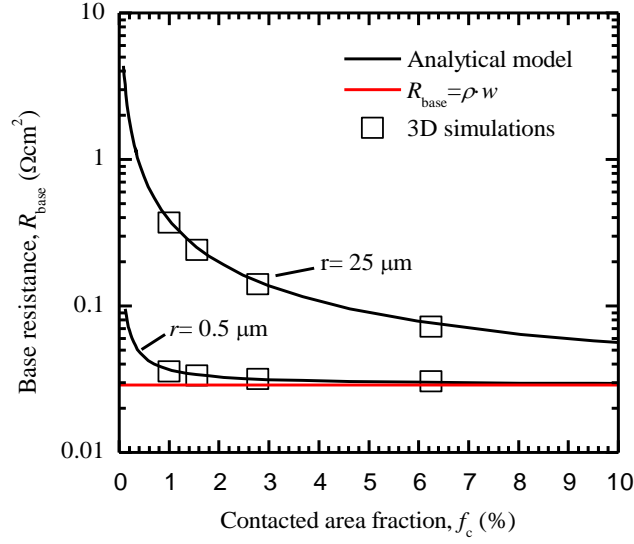 10
Analytical model
R_base=ρ·w
3D simulations
1
r= 25 μm
0.1
r= 0.5 μm
0.01
0 1 2 3 4 5 6 7 8 9 10
Base resistance, R_base (Ωcm²)
Contacted area fraction, f_c (%)